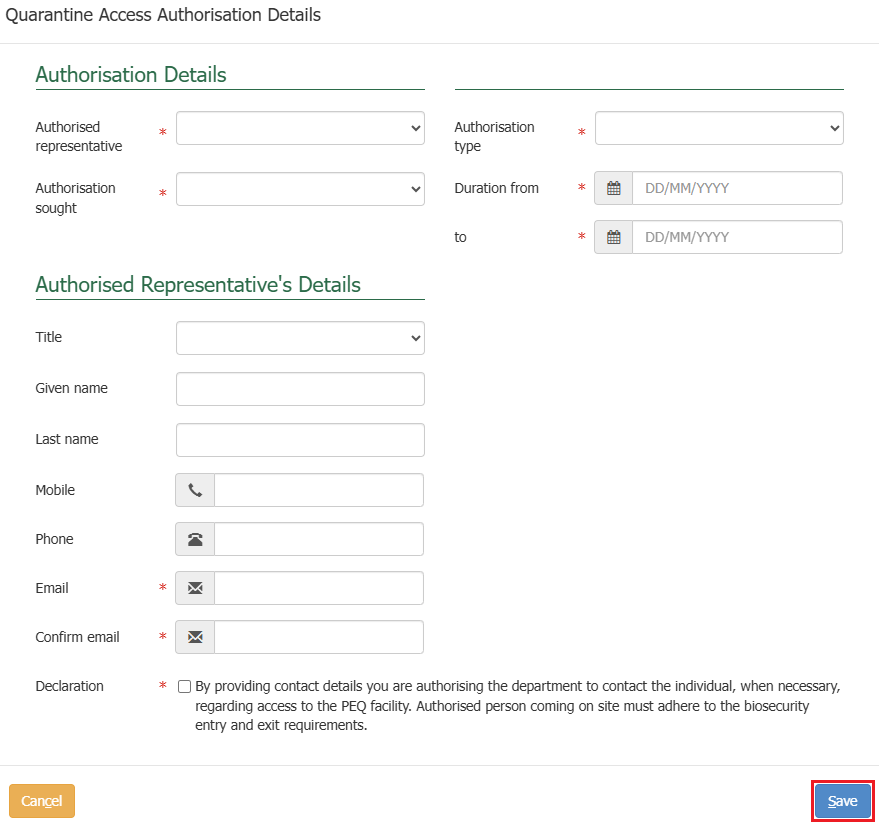 Quarantine Access Authorisation Details
Authorisation Details
Authorised
representative
*
Authorisation
type
*
Authorisation
sought
*
Duration from
*
DD/MM/YYYY
to
*
DD/MM/YYYY
Authorised Representative's Details
Title
Given name
Last name
Mobile
Phone
Email
*
Confirm email
*
Declaration
*
By providing contact details you are authorising the department to contact the individual, when necessary,
regarding access to the PEQ facility. Authorised person coming on site must adhere to the biosecurity
entry and exit requirements.
Cancel
Save